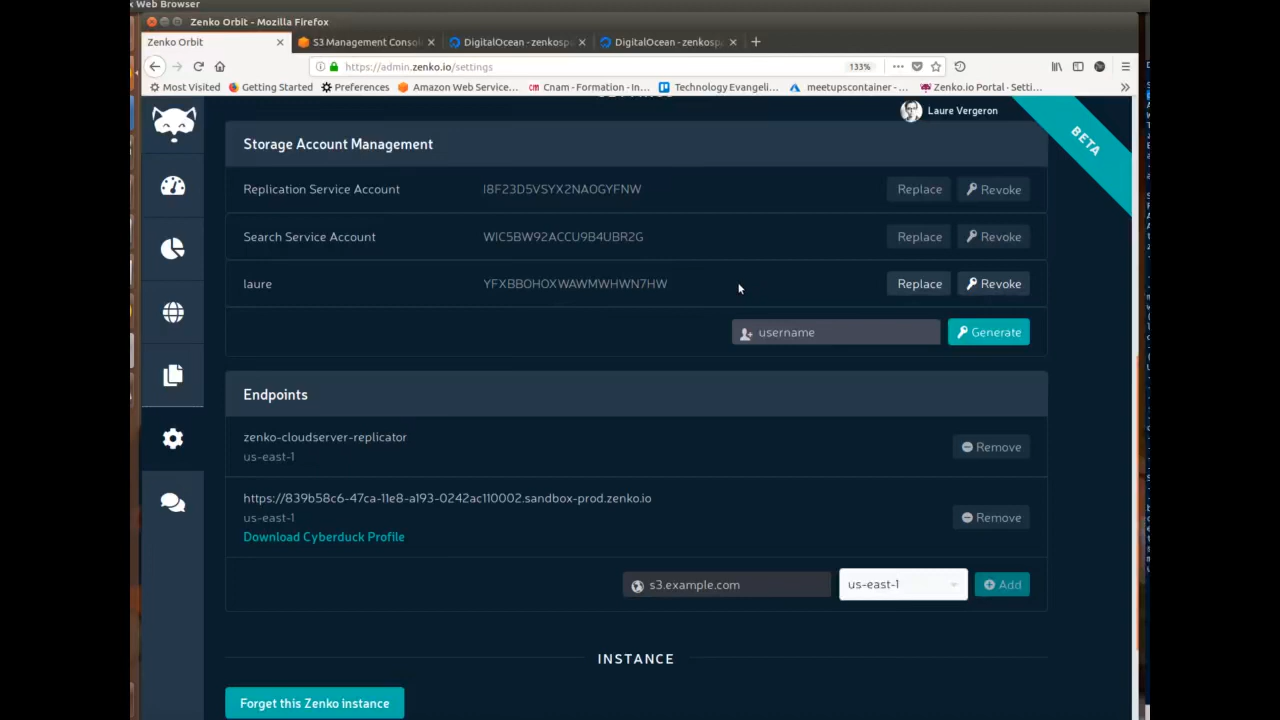 x Web Browser
Zenko Orbit - Mozilla Firefox
Zenko Orbit
S3 Management Consol
DigitalOcean - zenkospa
DigitalOcean - zenkospa
https://admin.zenko.io/settings
133%
Most Visited
Getting Started
Preferences
Amazon Web Service...
Cnam - Formation - In...
Technology Evangeli...
meetupscontainer - ...
Zenko.io Portal - Setti...
Laure Vergeron
BETA
Storage Account Management
Replication Service Account I8F23D5VSYX2NAOGYFNW Replace Revoke
Search Service Account WIC5BW92ACCU9B4UBR2G Replace Revoke
laure YFXBBOHOXWAWMWHWN7HW Replace Revoke
username Generate
Endpoints
zenko-cloudserver-replicator
us-east-1
Remove
https://839b58c6-47ca-11e8-a193-0242ac110002.sandbox-prod.zenko.io
us-east-1
Remove
Download Cyberduck Profile
s3.example.com us-east-1 Add
INSTANCE
Forget this Zenko instance